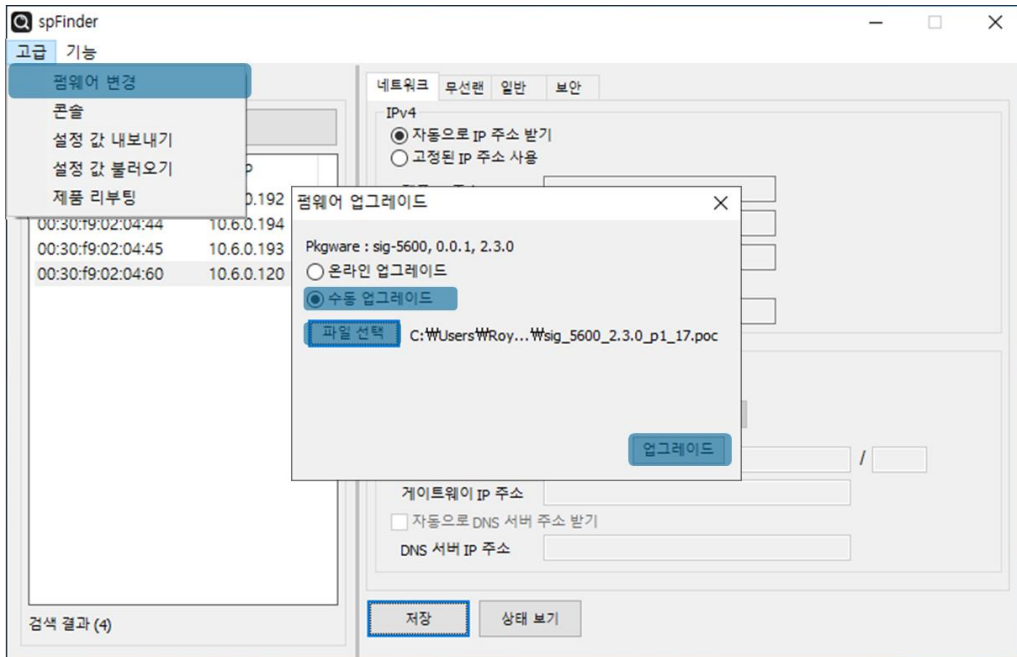 spFinder
고급 기능
펌웨어 변경
콘솔
설정 값 내보내기
설정 값 불러오기
제품 리부팅
0.192
00:30:f9:02:04:44 10.6.0.194
00:30:f9:02:04:45 10.6.0.193
00:30:f9:02:04:60 10.6.0.120
검색 결과 (4)
네트워크 무선랜 일반 보안
IPv4
자동으로 IP 주소 받기
고정된 IP 주소 사용
펌웨어 업그레이드
Pkgware : sig-5600, 0.0.1, 2.3.0
온라인 업그레이드
수동 업그레이드
파일 선택 C:₩Users₩Roy...₩sig_5600_2.3.0_p1_17.poc
업그레이드
/
게이트웨이 IP 주소
자동으로 DNS 서버 주소 받기
DNS 서버 IP 주소
저장 상태 보기